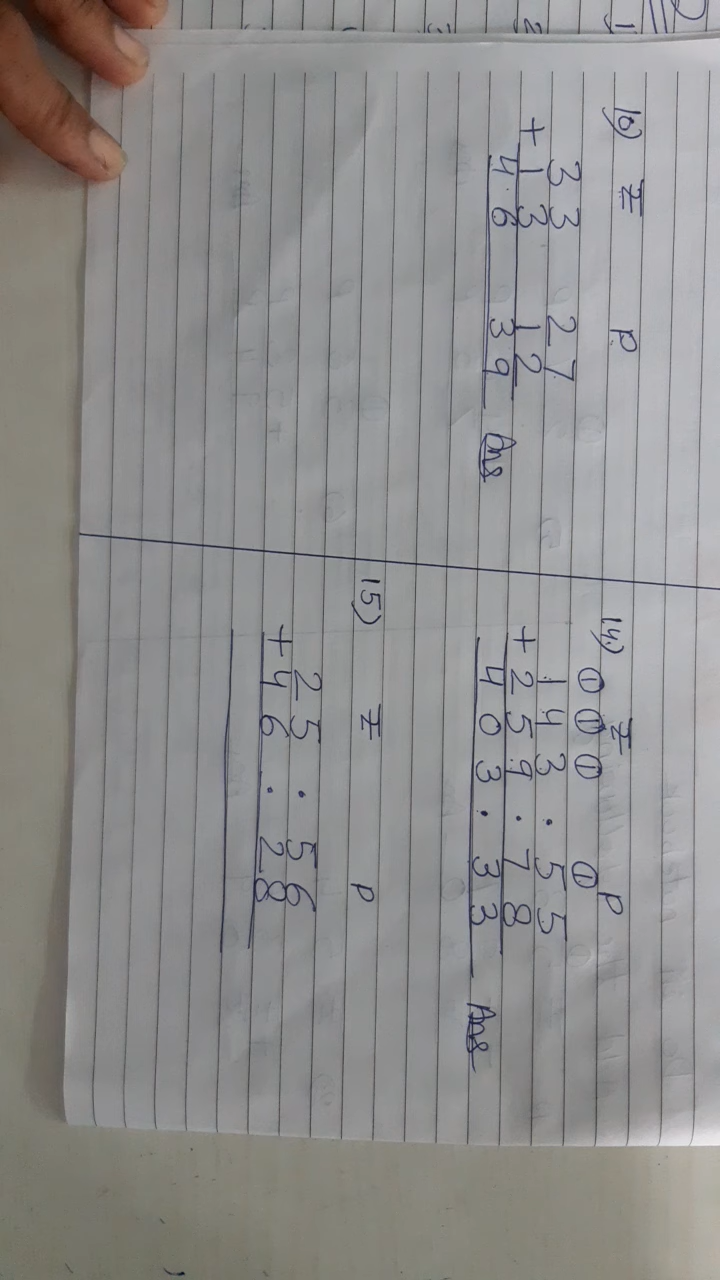 16) ₹ P
33 27
+ 13 12
46 39 Ans
14) ₹ P
① ① ① ①
143 . 55
+ 259 . 78
403 . 33 Ans
15) ₹ P
25 : 56
+ 46 : 28